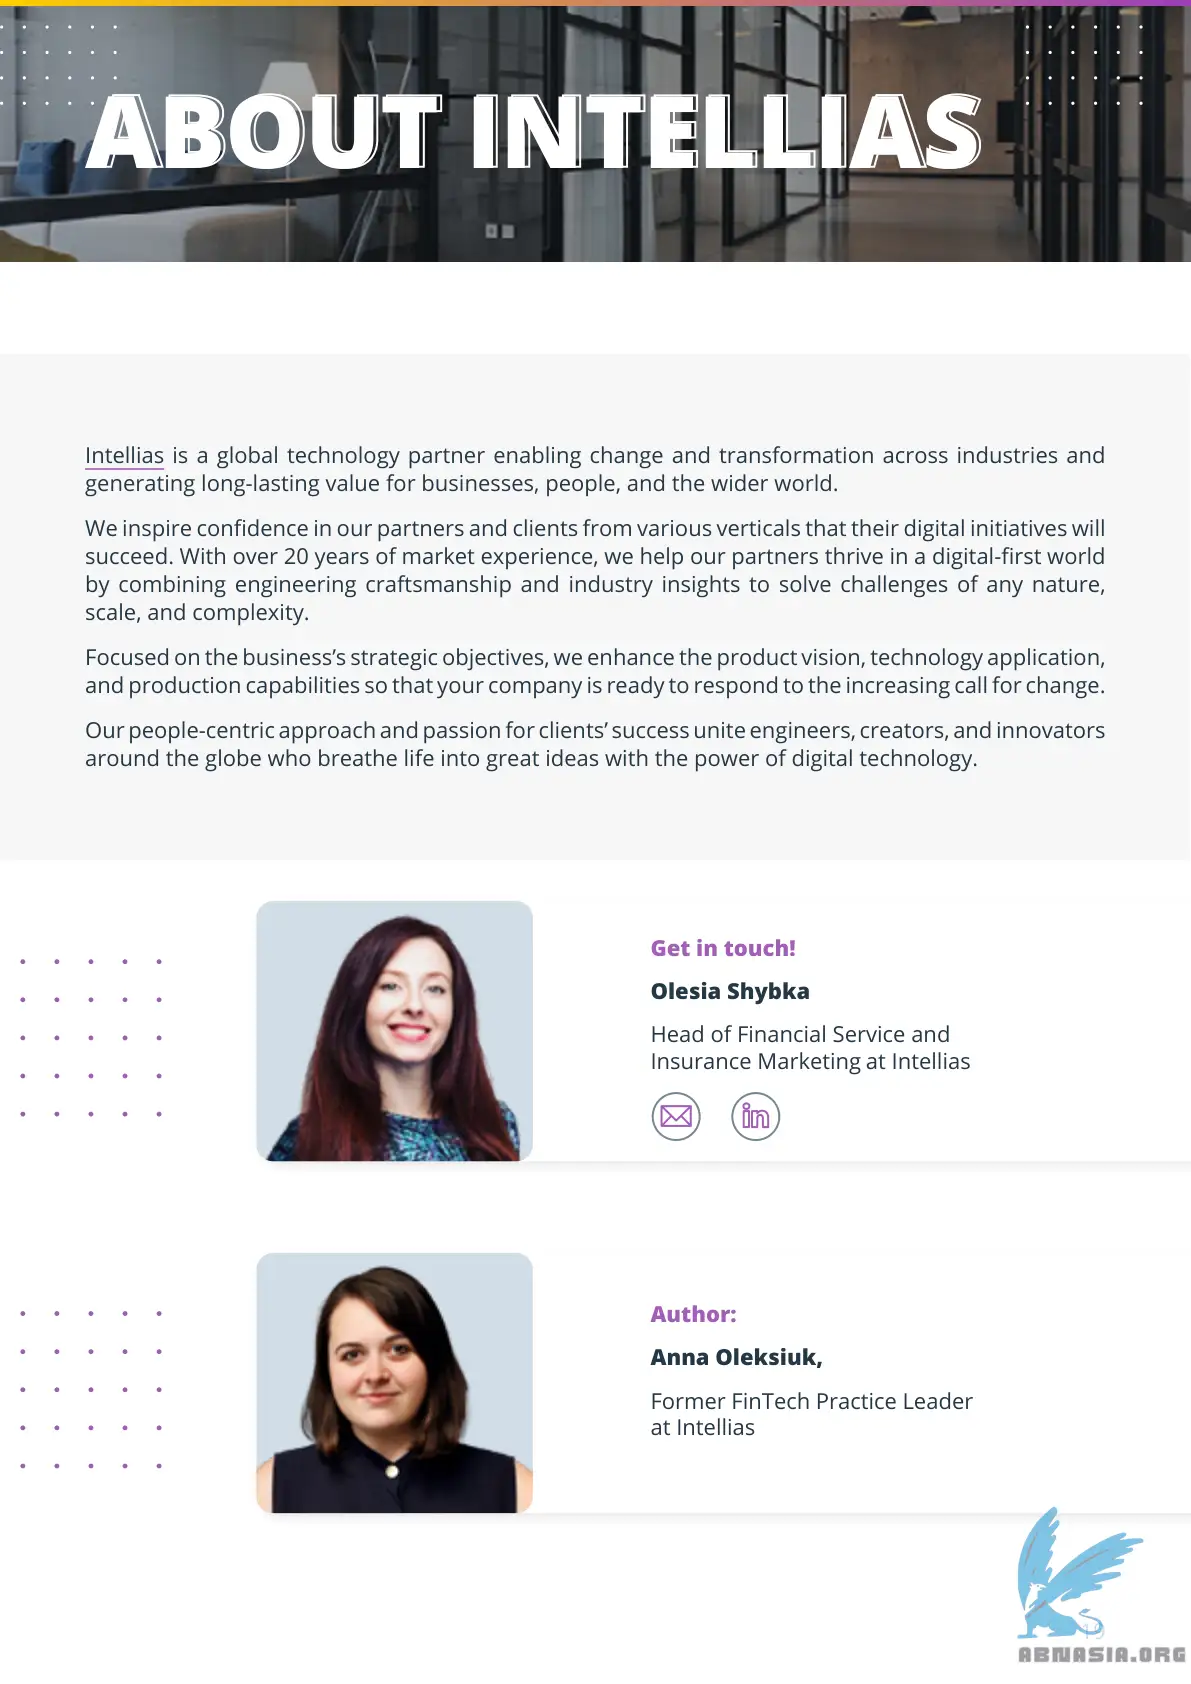 ABOUT INTELLIAS
Intellias is a global technology partner enabling change and transformation across industries and
generating long-lasting value for businesses, people, and the wider world.
We inspire confidence in our partners and clients from various verticals that their digital initiatives will
succeed. With over 20 years of market experience, we help our partners thrive in a digital-first world
by combining engineering craftsmanship and industry insights to solve challenges of any nature,
scale, and complexity.
Focused on the business’s strategic objectives, we enhance the product vision, technology application,
and production capabilities so that your company is ready to respond to the increasing call for change.
Our people-centric approach and passion for clients’ success unite engineers, creators, and innovators
around the globe who breathe life into great ideas with the power of digital technology.
Get in touch!
Olesia Shybka
Head of Financial Service and
Insurance Marketing at Intellias
in
Author:
Anna Oleksiuk,
Former FinTech Practice Leader
at Intellias
19
ABNASIA.ORG